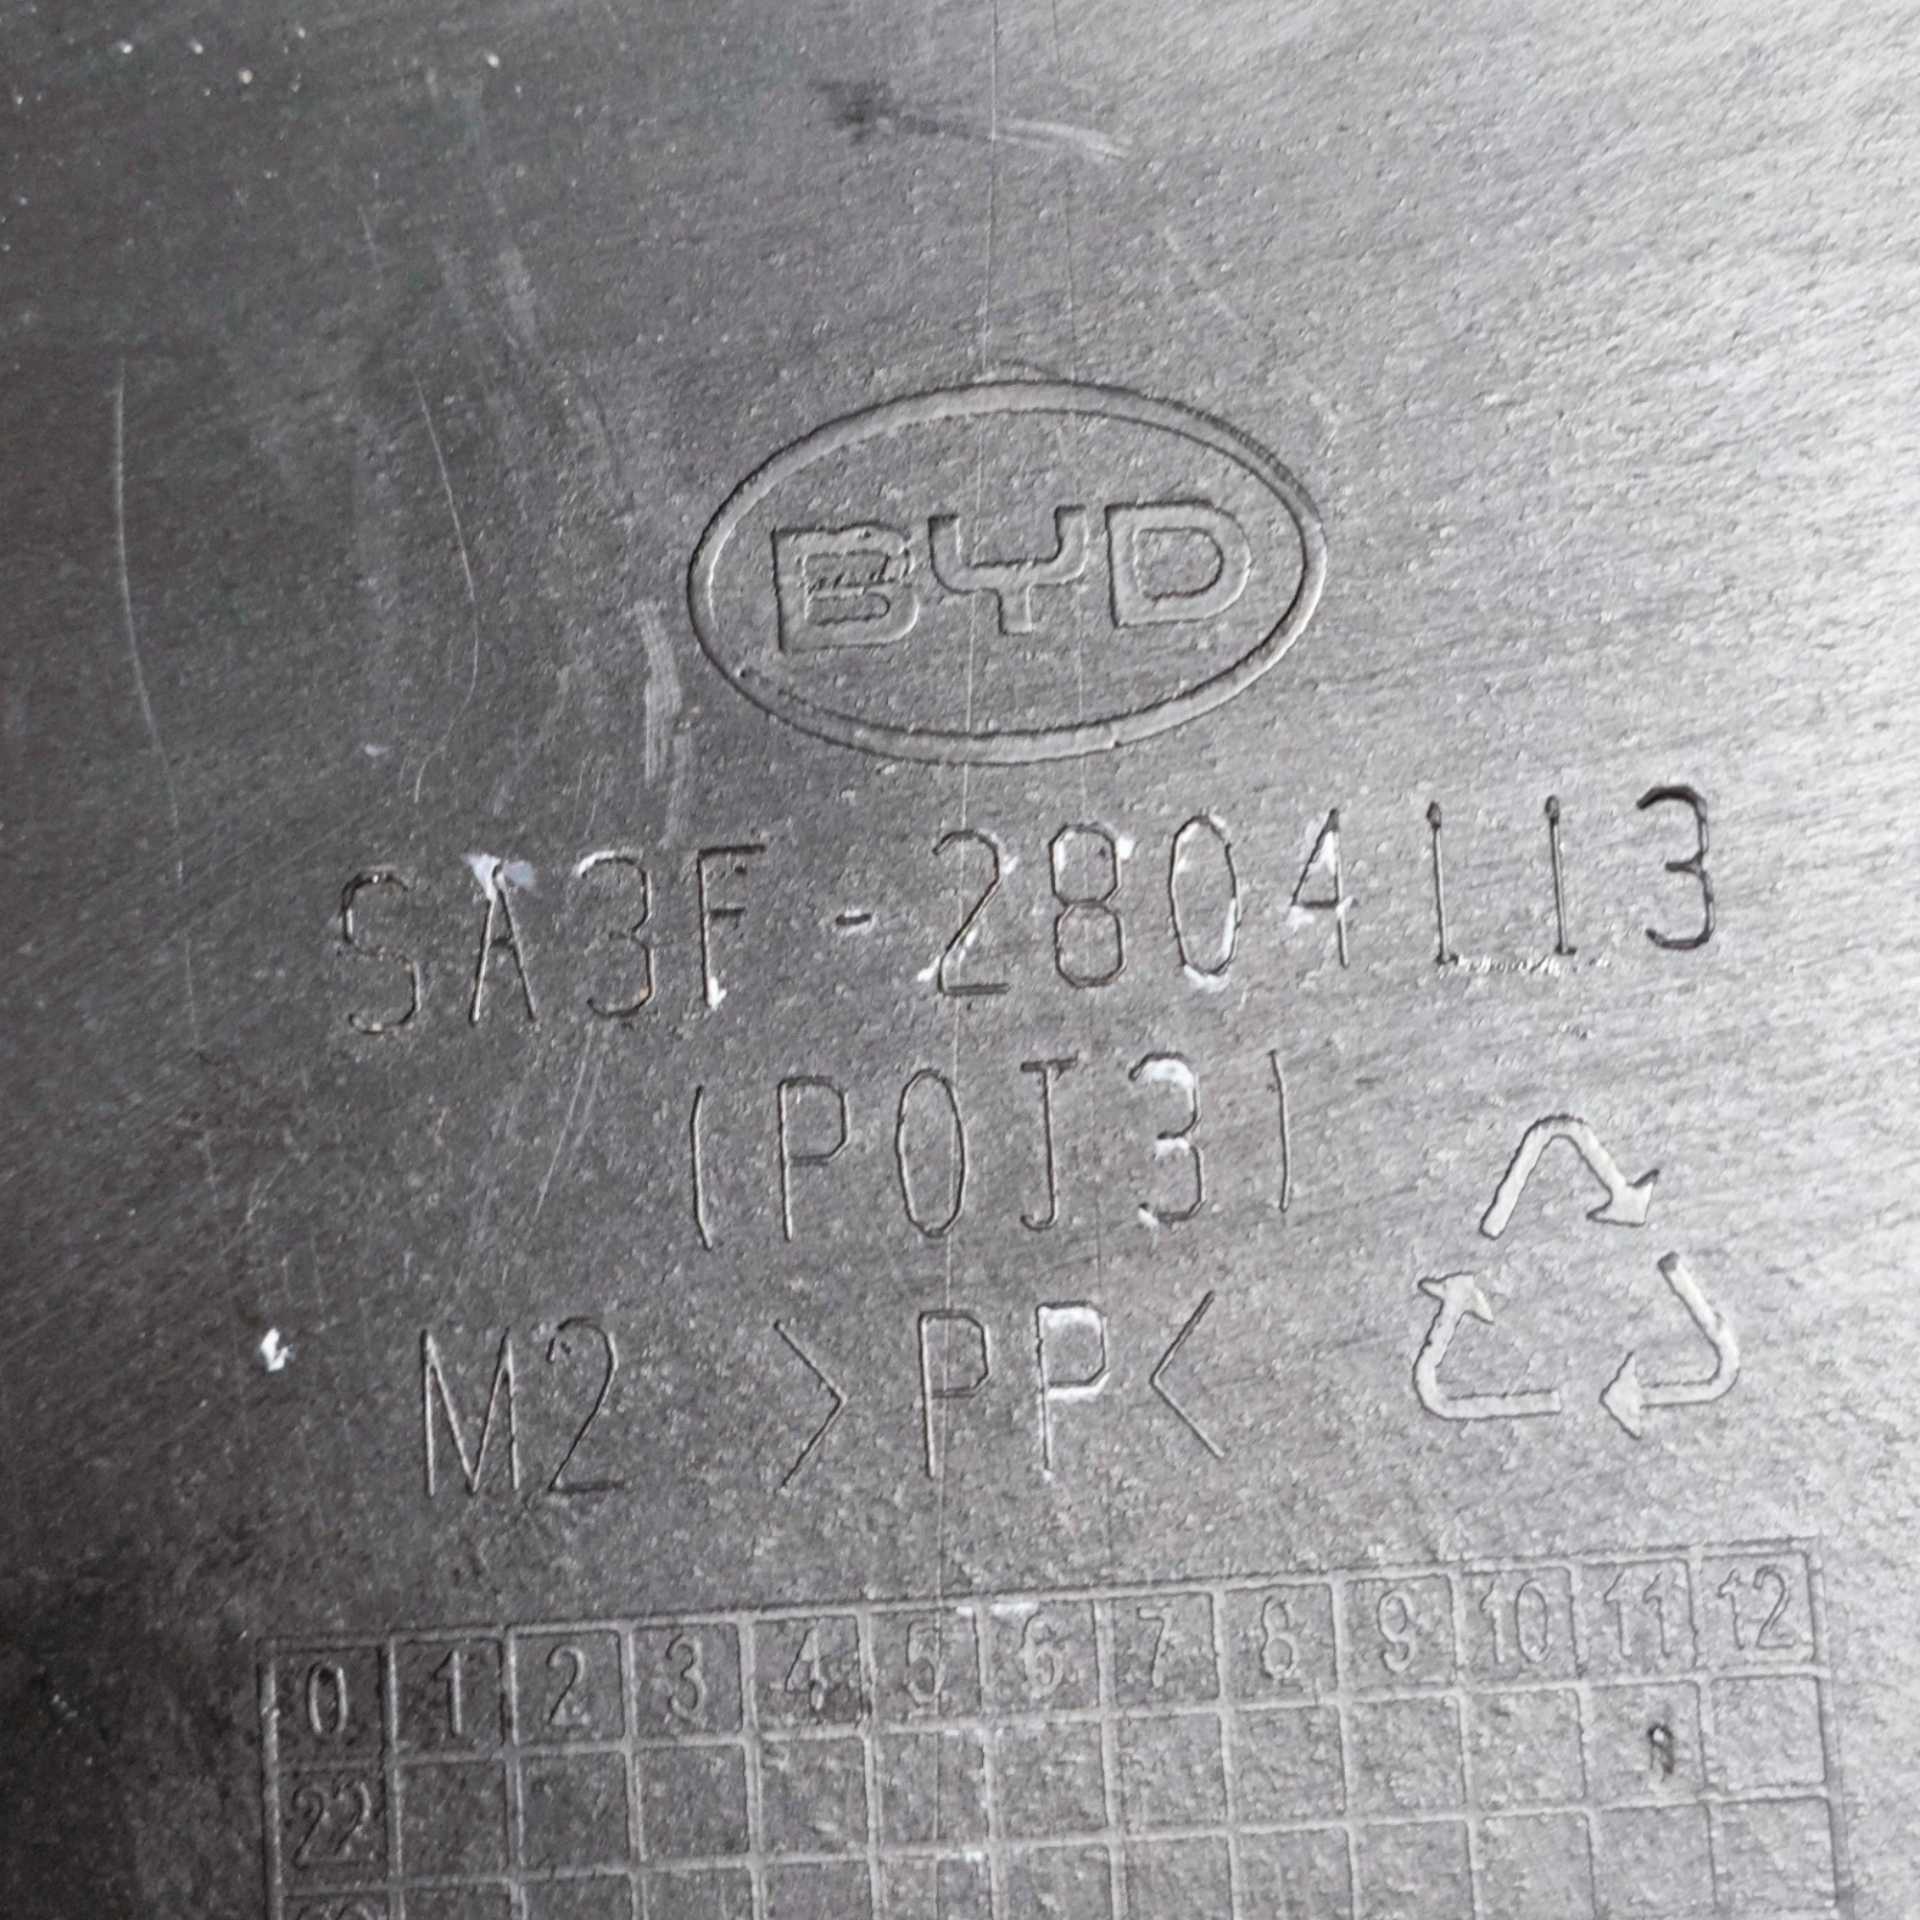 BYD
SA3F-2804113
(P0J3)
M2 >PP<
0 1 2 3 4 5 6 7 8 9 10 11 12
22